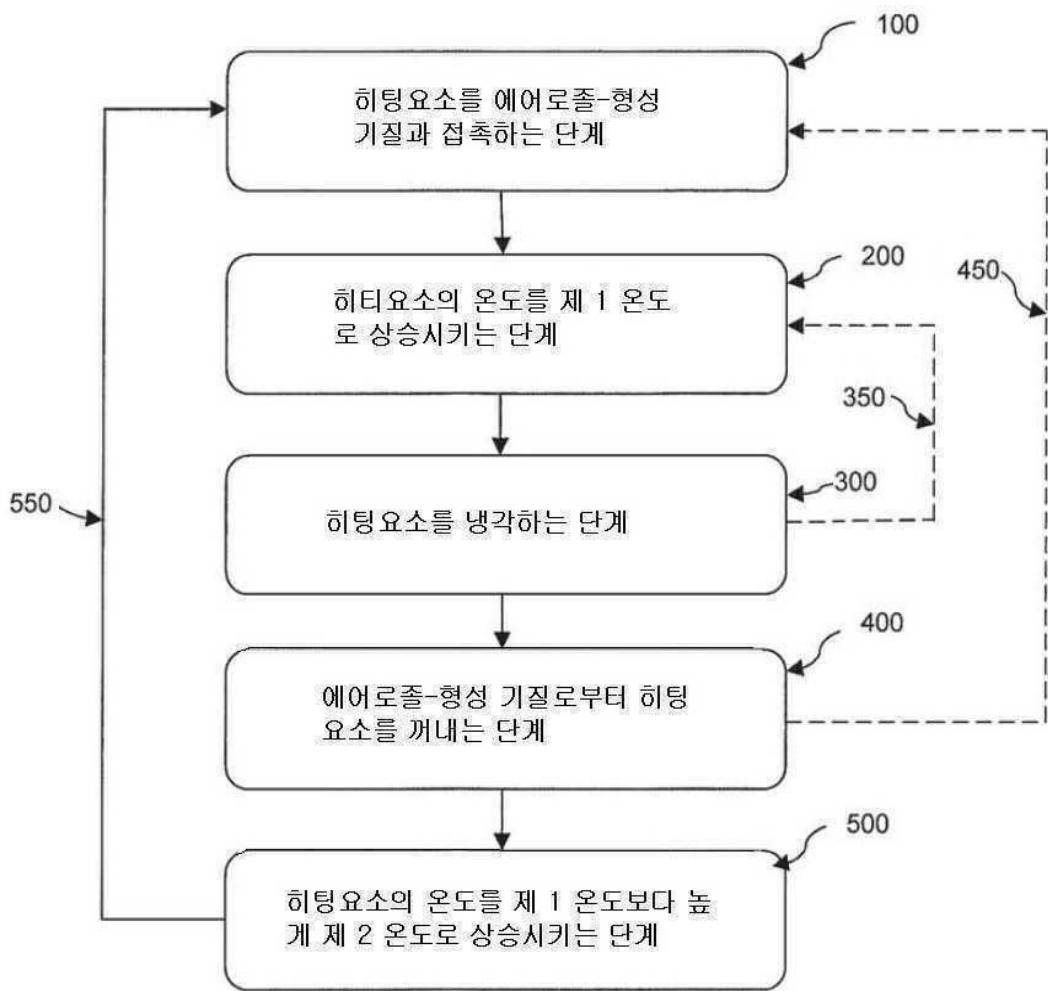 100
히팅요소를 에어로졸-형성
기질과 접촉하는 단계
200
히티요소의 온도를 제 1 온도
로 상승시키는 단계
450
350
300
히팅요소를 냉각하는 단계
550
400
에어로졸-형성 기질로부터 히팅
요소를 꺼내는 단계
500
히팅요소의 온도를 제 1 온도보다 높
게 제 2 온도로 상승시키는 단계